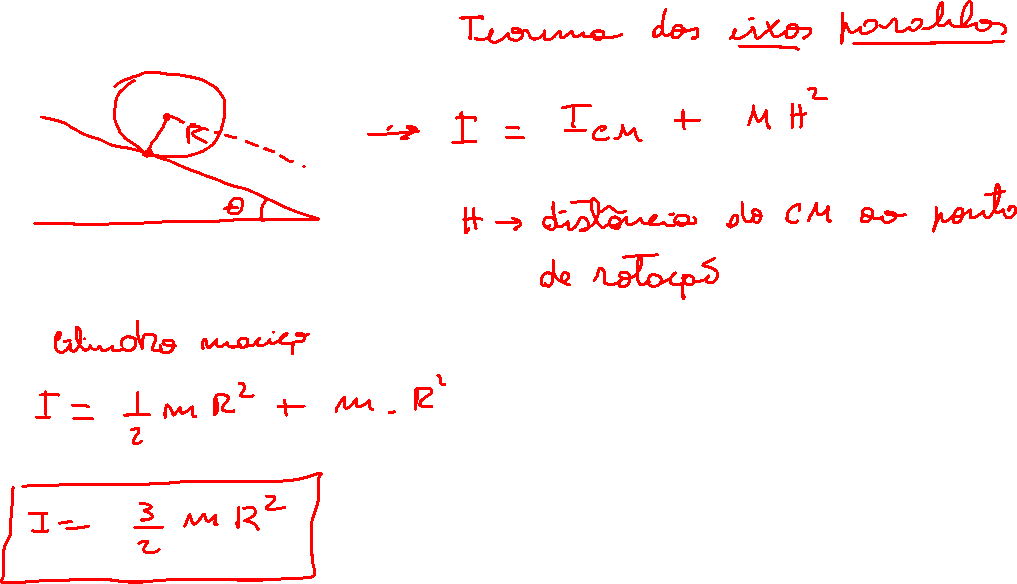 Teorema dos eixos paralelos
R
θ
→ I = I_CM + M H²
H → distância do CM ao ponto
de rotação
Cilindro maciço
I = 1/2 m R² + m . R²
I = 3/2 m R²